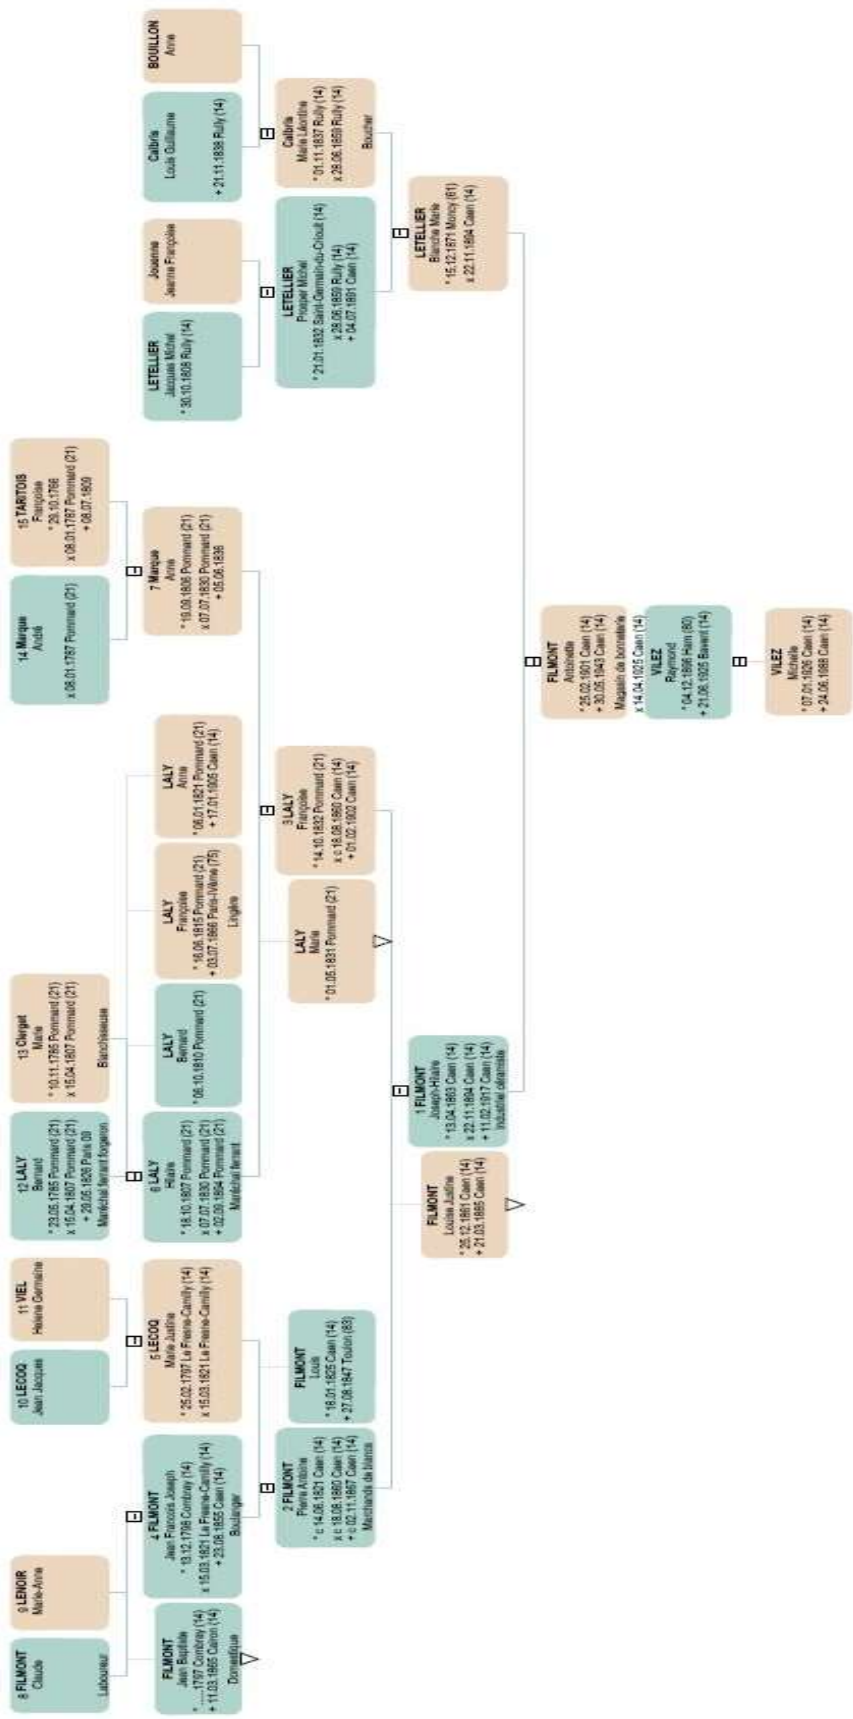 8 FILMONT
Claude
Laboureur
9 LENOIR
Marie-Anne
10 LECOQ
Jean Jacques
11 VIEL
Helene Germaine
12 LALY
Bernard
* 23.05.1785 Pommard (21)
x 15.04.1807 Pommard (21)
+ 29.05.1826 Paris 09
Maréchal ferrant forgeron
13 Clerget
Marie
* 10.11.1785 Pommard (21)
x 15.04.1807 Pommard (21)
Blanchisseuse
14 Marque
André
x 08.01.1787 Pommard (21)
15 TARITOIS
Françoise
* 29.10.1766
x 08.01.1787 Pommard (21)
+ 08.07.1809
FILMONT
Jean Baptiste
* ......1797 Combray (14)
+ 11.03.1865 Cairon (14)
Domestique
4 FILMONT
Jean François Joseph
* 13.12.1798 Combray (14)
x 15.03.1821 Le Fresne-Camilly (14)
+ 23.08.1855 Caen (14)
Boulanger
5 LECOQ
Marie Justine
* 25.02.1797 Le Fresne-Camilly (14)
x 15.03.1821 Le Fresne-Camilly (14)
6 LALY
Hilaire
* 18.10.1807 Pommard (21)
x 07.07.1830 Pommard (21)
+ 02.09.1894 Pommard (21)
Maréchal ferrant
LALY
Bernard
* 06.10.1810 Pommard (21)
LALY
Françoise
* 16.06.1815 Pommard (21)
+ 03.07.1866 Paris-IVème (75)
Lingère
LALY
Anne
* 06.01.1821 Pommard (21)
+ 17.01.1905 Caen (14)
7 Marque
Anne
* 19.09.1806 Pommard (21)
x 07.07.1830 Pommard (21)
+ 05.06.1836
LETELLIER
Jacques Michel
* 30.10.1808 Rully (14)
Jouenne
Jeanne Françoise
Calbris
Louis Guillaume
+ 21.11.1838 Rully (14)
BOUILLON
Anne
2 FILMONT
Pierre Antoine
* c 14.06.1821 Caen (14)
x c 18.08.1860 Caen (14)
+ c 02.11.1867 Caen (14)
Marchands de blancs
FILMONT
Louis
* 18.01.1825 Caen (14)
+ 27.08.1847 Toulon (83)
LALY
Marie
* 01.05.1831 Pommard (21)
3 LALY
Françoise
* 14.10.1832 Pommard (21)
x c 18.08.1860 Caen (14)
+ 01.02.1902 Caen (14)
LETELLIER
Prosper Michel
* 21.01.1832 Saint-Germain-du-Crioult (14)
x 28.06.1859 Rully (14)
+ 04.07.1891 Caen (14)
Calbris
Marie Léontine
* 01.11.1837 Rully (14)
x 28.06.1859 Rully (14)
Boucher
FILMONT
Louise Justine
* 25.12.1861 Caen (14)
+ 21.03.1885 Caen (14)
1 FILMONT
Joseph-Hilaire
* 13.04.1863 Caen (14)
x 22.11.1894 Caen (14)
+ 11.02.1917 Caen (14)
Industriel céramiste
LETELLIER
Blanche Marie
* 15.12.1871 Moncy (61)
x 22.11.1894 Caen (14)
FILMONT
Antoinette
* 25.02.1901 Caen (14)
+ 30.05.1943 Caen (14)
Magasin de bonneterie
x 14.04.1925 Caen (14)
VILEZ
Raymond
* 04.12.1896 Ham (80)
+ 21.08.1925 Bavent (14)
VILEZ
Michelle
* 07.01.1926 Caen (14)
+ 24.06.1988 Caen (14)